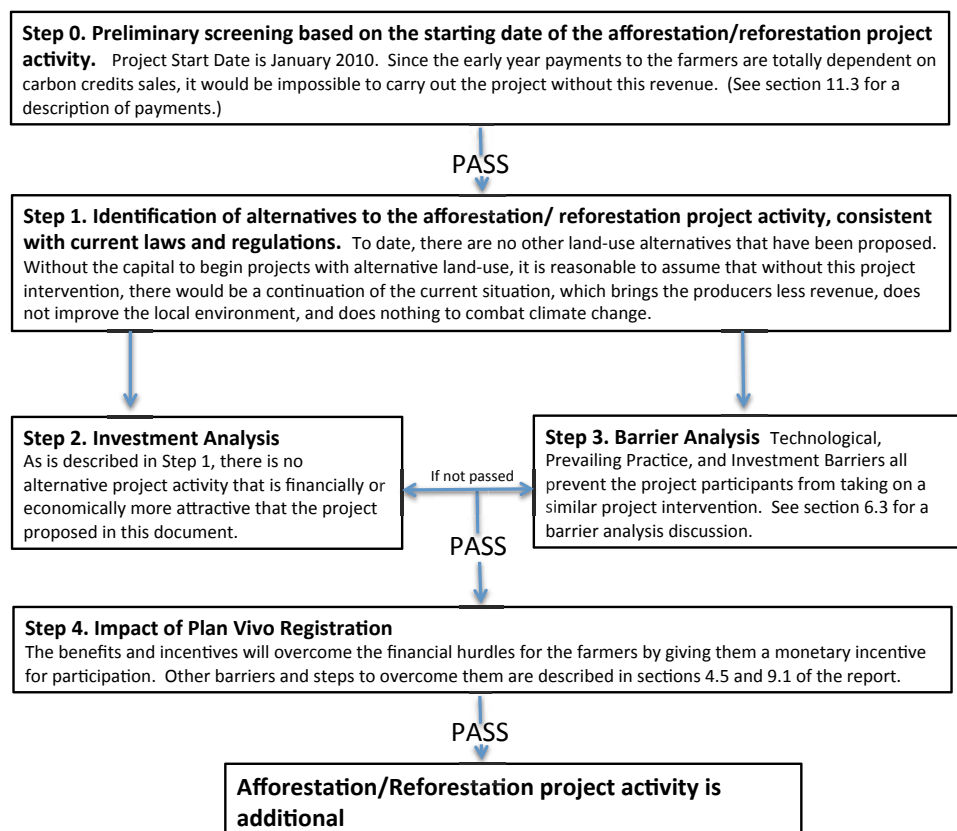 Step 0. Preliminary screening based on the starting date of the afforestation/reforestation project
activity. Project Start Date is January 2010. Since the early year payments to the farmers are totally dependent on
carbon credits sales, it would be impossible to carry out the project without this revenue. (See section 11.3 for a
description of payments.)
PASS
Step 1. Identification of alternatives to the afforestation/ reforestation project activity, consistent
with current laws and regulations. To date, there are no other land-use alternatives that have been proposed.
Without the capital to begin projects with alternative land-use, it is reasonable to assume that without this project
intervention, there would be a continuation of the current situation, which brings the producers less revenue, does
not improve the local environment, and does nothing to combat climate change.
Step 2. Investment Analysis
As is described in Step 1, there is no
alternative project activity that is financially or
economically more attractive that the project
proposed in this document.
If not passed
Step 3. Barrier Analysis Technological,
Prevailing Practice, and Investment Barriers all
prevent the project participants from taking on a
similar project intervention. See section 6.3 for a
barrier analysis discussion.
PASS
Step 4. Impact of Plan Vivo Registration
The benefits and incentives will overcome the financial hurdles for the farmers by giving them a monetary incentive
for participation. Other barriers and steps to overcome them are described in sections 4.5 and 9.1 of the report.
PASS
Afforestation/Reforestation project activity is
additional